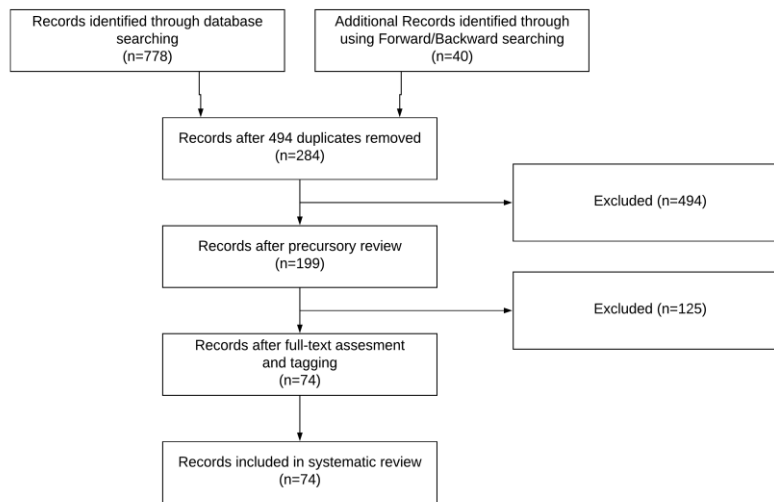 Records identified through database
searching
(n=778)
Additional Records identified through
using Forward/Backward searching
(n=40)
Records after 494 duplicates removed
(n=284)
Excluded (n=494)
Records after precursory review
(n=199)
Excluded (n=125)
Records after full-text assesment
and tagging
(n=74)
Records included in systematic review
(n=74)